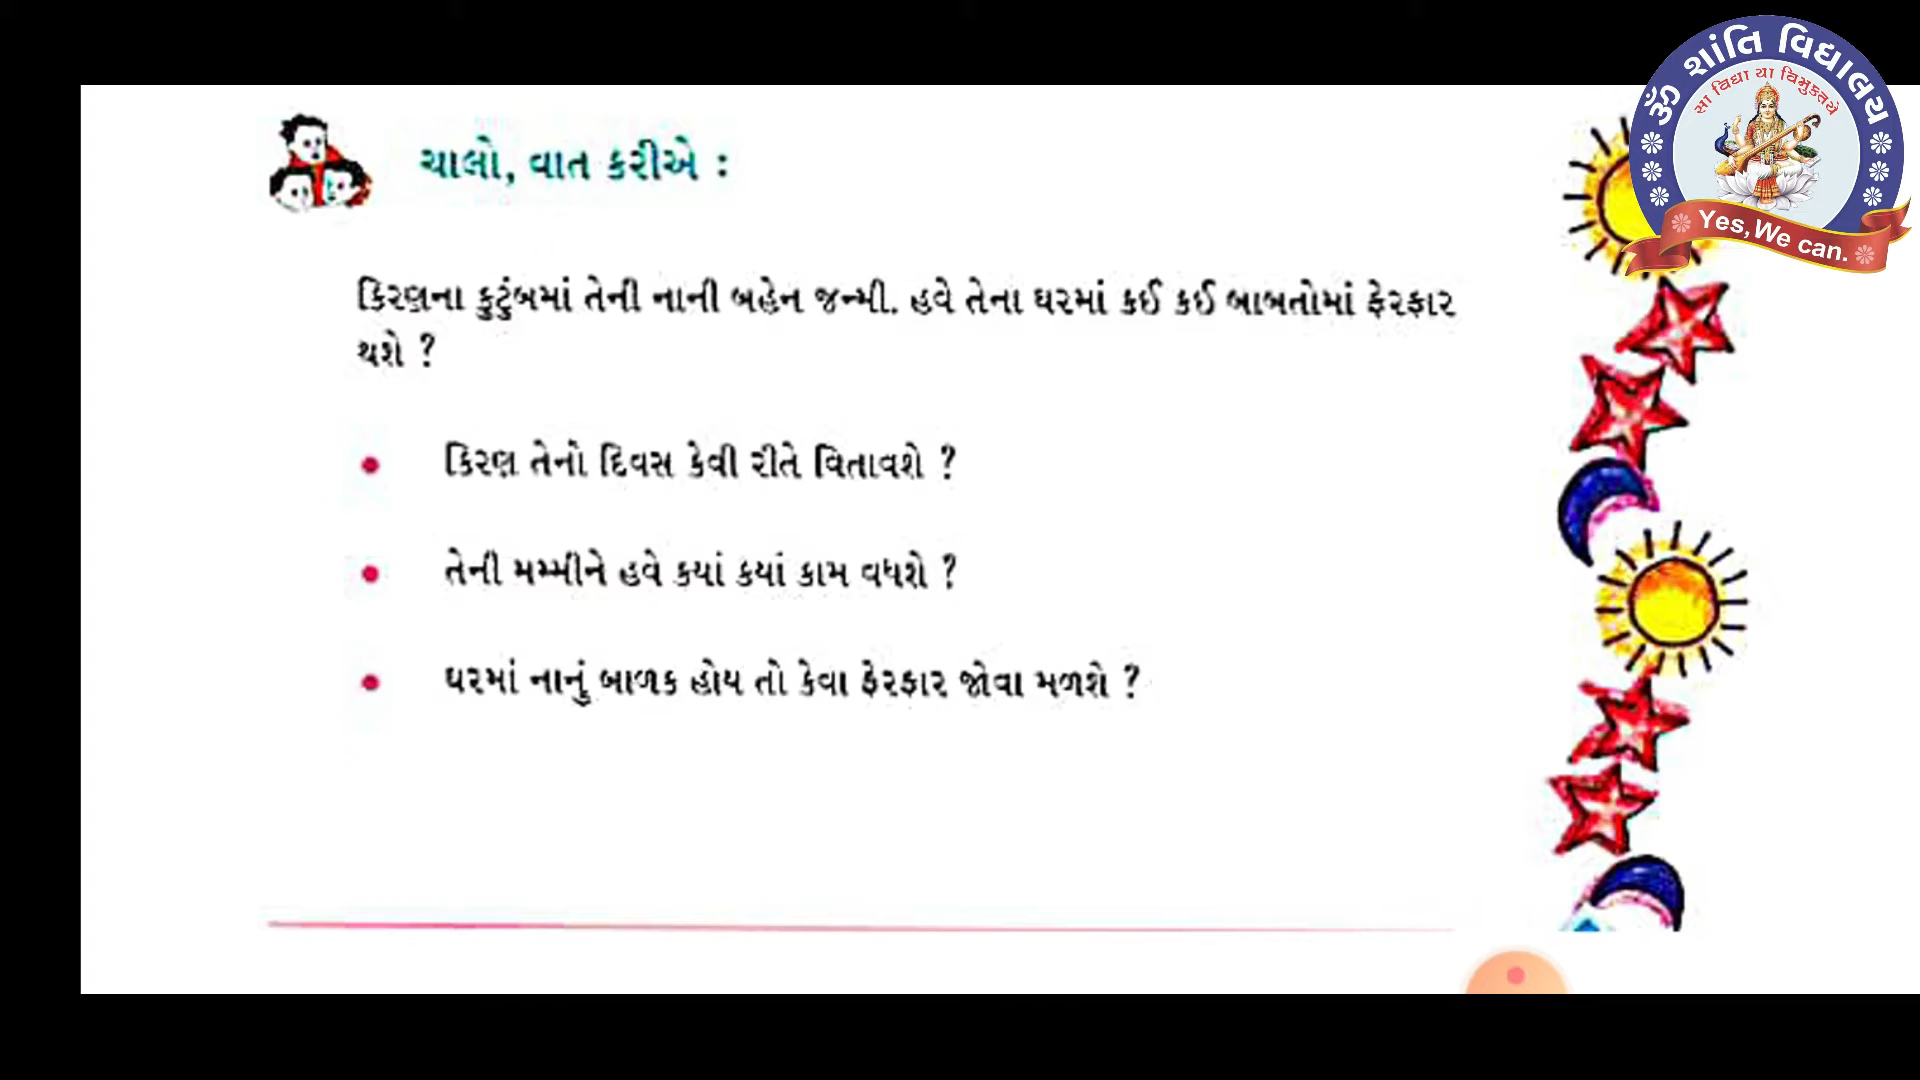 ૐ શાંતિ વિદ્યાલય
સા વિદ્યા યા વિમુક્તયે
Yes, We can.
ચાલો, વાત કરીએ :
કિરણના કુટુંબમાં તેની નાની બહેન જન્મી. હવે તેના ઘરમાં કઈ કઈ બાબતોમાં ફેરફાર
થશે ?
• કિરણ તેનો દિવસ કેવી રીતે વિતાવશે ?
• તેની મમ્મીને હવે કયાં કયાં કામ વધશે ?
• ઘરમાં નાનું બાળક હોય તો કેવા ફેરફાર જોવા મળશે ?